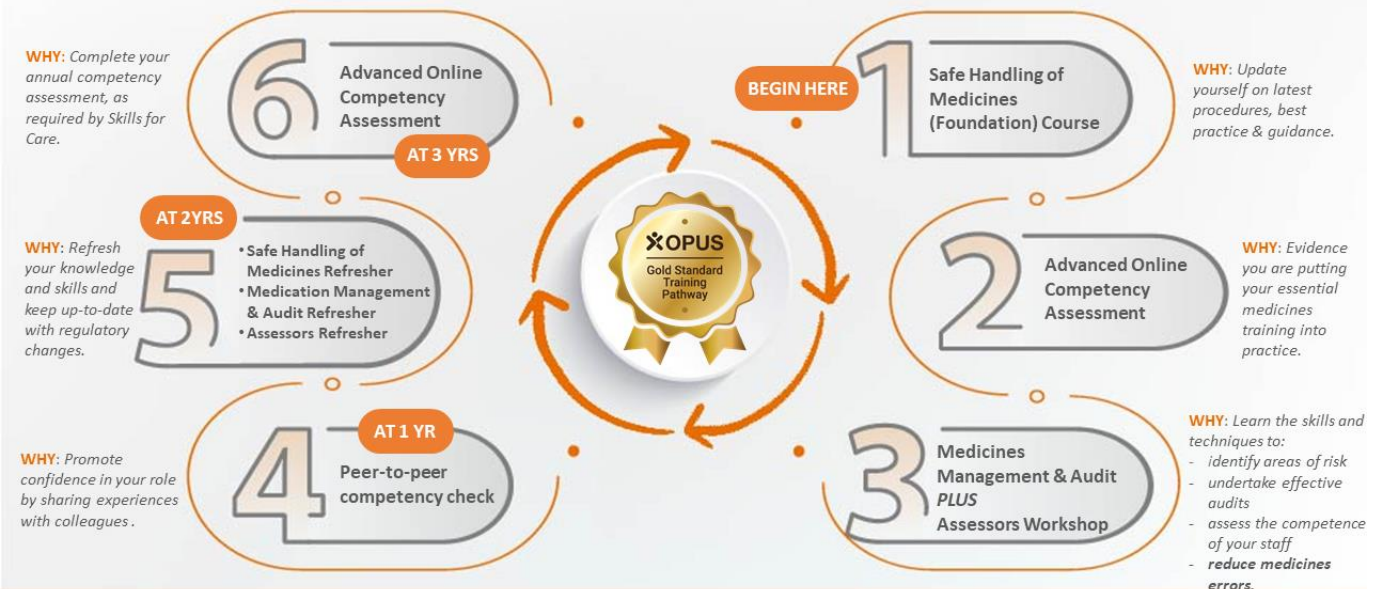 BEGIN HERE
1
Safe Handling of
Medicines
(Foundation) Course
WHY: Update
yourself on latest
procedures, best
practice & guidance.
2
Advanced Online
Competency
Assessment
WHY: Evidence
you are putting
your essential
medicines
training into
practice.
3
Medicines
Management & Audit
PLUS
Assessors Workshop
WHY: Learn the skills and
techniques to:
- identify areas of risk
- undertake effective
audits
- assess the competence
of your staff
- reduce medicines
errors.
4
AT 1 YR
Peer-to-peer
competency check
WHY: Promote
confidence in your role
by sharing experiences
with colleagues .
5
AT 2YRS
•Safe Handling of
Medicines Refresher
•Medication Management
& Audit Refresher
•Assessors Refresher
WHY: Refresh
your knowledge
and skills and
keep up-to-date
with regulatory
changes.
6
Advanced Online
Competency
Assessment
AT 3 YRS
WHY: Complete your
annual competency
assessment, as
required by Skills for
Care.
OPUS
Gold Standard
Training
Pathway